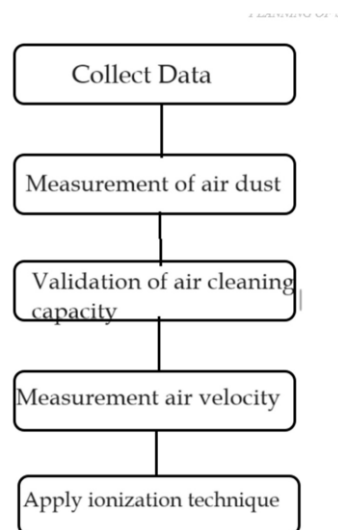 Collect Data
Measurement of air dust
Validation of air cleaning
capacity
Measurement air velocity
Apply ionization technique